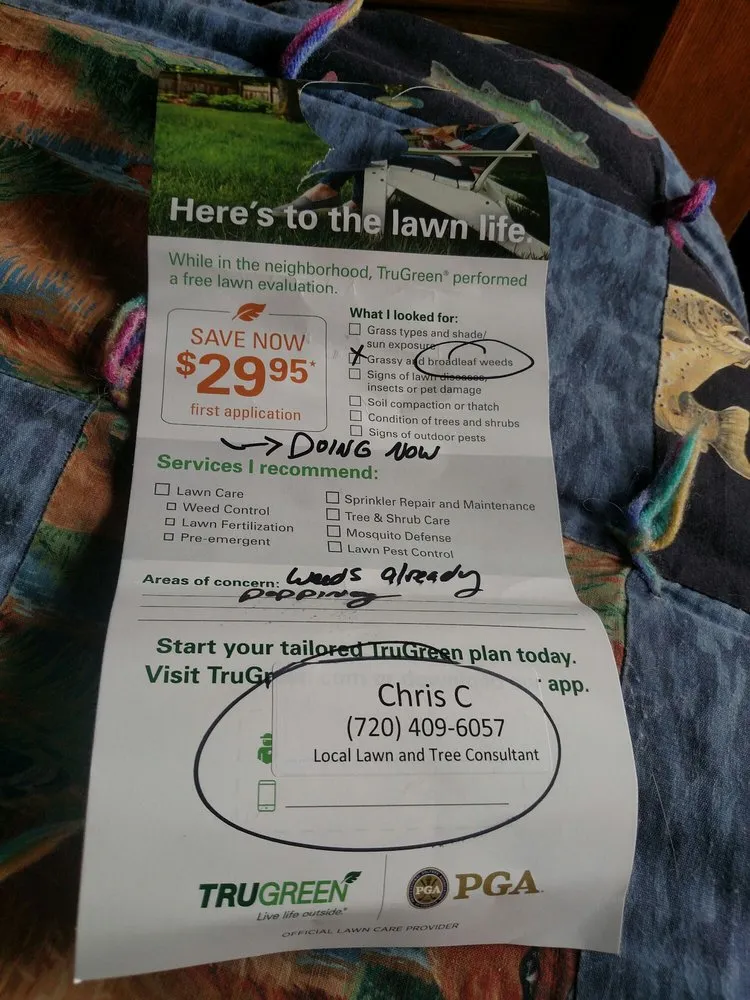 Here's to the lawn life.
While in the neighborhood, TruGreen® performed
a free lawn evaluation.
SAVE NOW
$29.95*
first application
What I looked for:
Grass types and shade/
sun exposure
X Grassy and broadleaf weeds
Signs of lawn diseases,
insects or pet damage
Soil compaction or thatch
Condition of trees and shrubs
Signs of outdoor pests
→ DOING NOW
Services I recommend:
Lawn Care
Weed Control
Lawn Fertilization
Pre-emergent
Sprinkler Repair and Maintenance
Tree & Shrub Care
Mosquito Defense
Lawn Pest Control
Areas of concern: Weeds already
popping
Start your tailored TruGreen plan today.
Visit TruGr app.
Chris C
(720) 409-6057
Local Lawn and Tree Consultant
TRUGREEN
Live life outside.®
PGA
PGA
OFFICIAL LAWN CARE PROVIDER